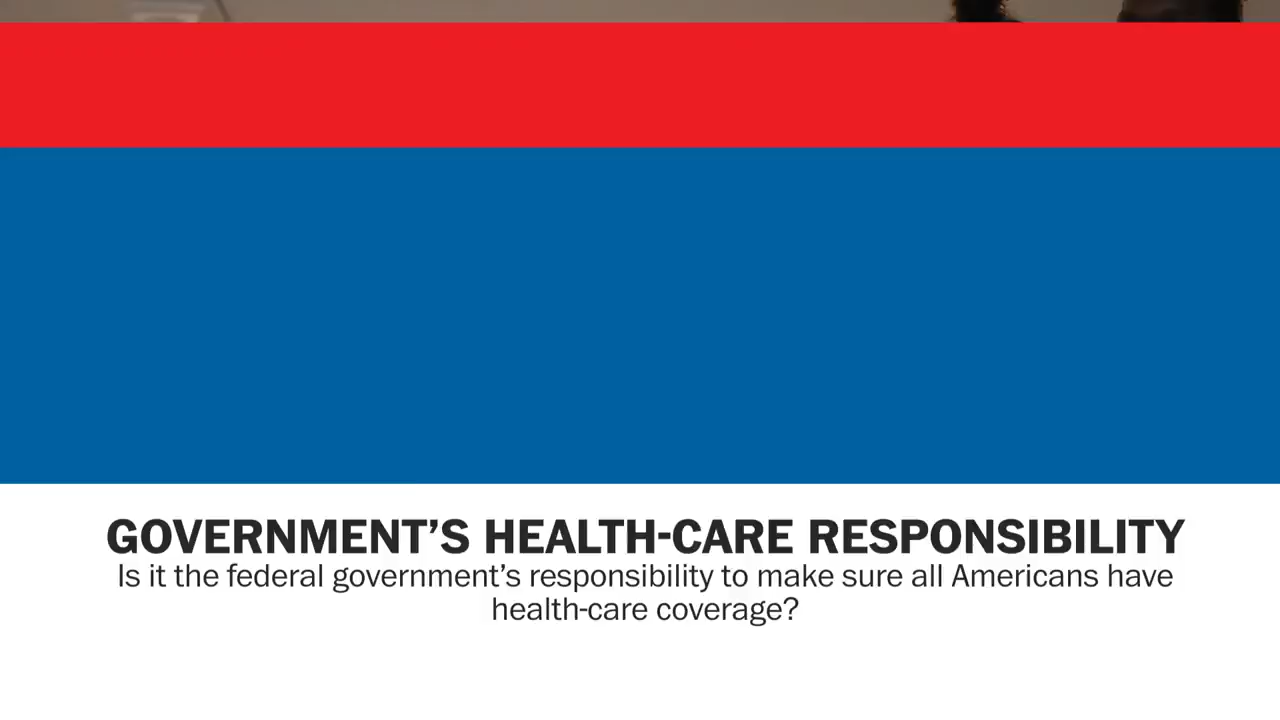 GOVERNMENT’S HEALTH-CARE RESPONSIBILITY
Is it the federal government’s responsibility to make sure all Americans have
health-care coverage?